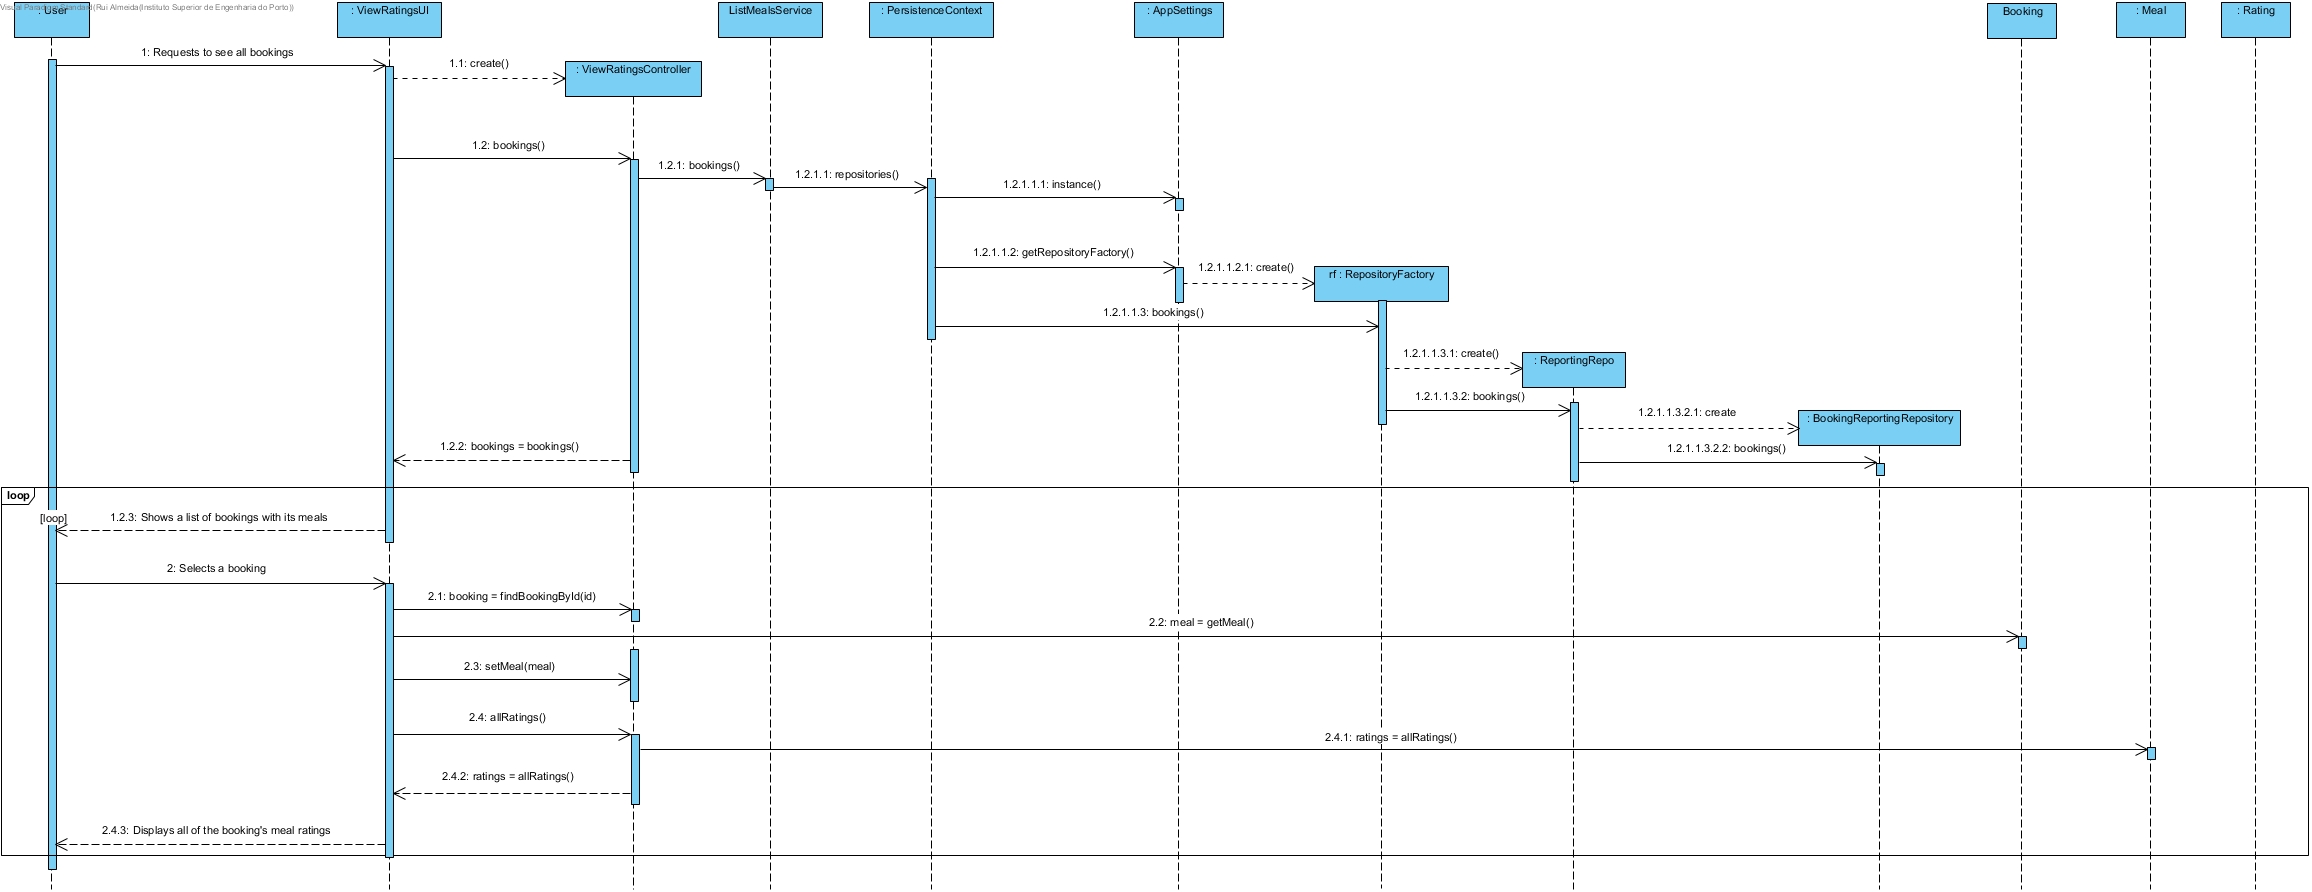 Visual Paradigm Standard(Rui Almeida(Instituto Superior de Engenharia do Porto))
: User
: ViewRatingsUI
ListMealsService
: PersistenceContext
: AppSettings
Booking
: Meal
: Rating
1: Requests to see all bookings
1.1: create()
: ViewRatingsController
1.2: bookings()
1.2.1: bookings()
1.2.1.1: repositories()
1.2.1.1.1: instance()
1.2.1.1.2: getRepositoryFactory()
1.2.1.1.2.1: create()
rf : RepositoryFactory
1.2.1.1.3: bookings()
1.2.1.1.3.1: create()
: ReportingRepo
1.2.1.1.3.2: bookings()
1.2.1.1.3.2.1: create
: BookingReportingRepository
1.2.2: bookings = bookings()
1.2.1.1.3.2.2: bookings()
loop
[loop]
1.2.3: Shows a list of bookings with its meals
2: Selects a booking
2.1: booking = findBookingById(id)
2.2: meal = getMeal()
2.3: setMeal(meal)
2.4: allRatings()
2.4.1: ratings = allRatings()
2.4.2: ratings = allRatings()
2.4.3: Displays all of the booking's meal ratings